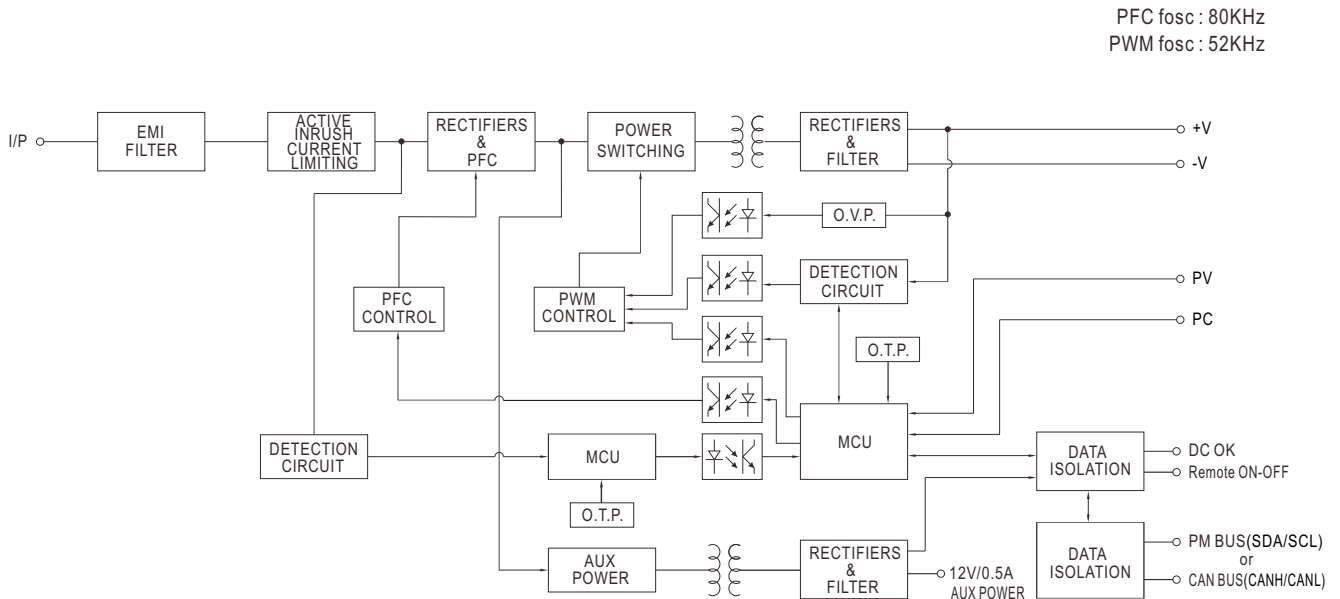 PFC fosc : 80KHz
PWM fosc : 52KHz
I/P
EMI
FILTER
ACTIVE
INRUSH
CURRENT
LIMITING
RECTIFIERS
&
PFC
POWER
SWITCHING
RECTIFIERS
&
FILTER
+V
-V
O.V.P.
DETECTION
CIRCUIT
PFC
CONTROL
PWM
CONTROL
PV
PC
O.T.P.
MCU
DETECTION
CIRCUIT
MCU
O.T.P.
DATA
ISOLATION
DC OK
Remote ON-OFF
AUX
POWER
RECTIFIERS
&
FILTER
12V/0.5A
AUX POWER
DATA
ISOLATION
PM BUS(SDA/SCL)
or
CAN BUS(CANH/CANL)